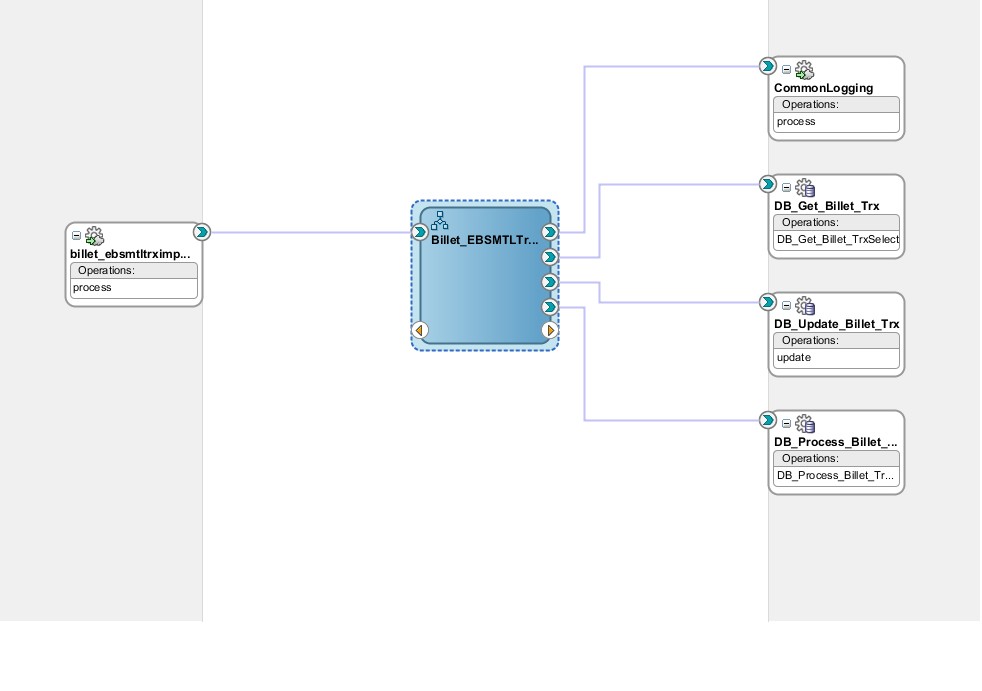 billet_ebsmtltrximp...
Operations:
process
Billet_EBSMTLTr...
CommonLogging
Operations:
process
DB_Get_Billet_Trx
Operations:
DB_Get_Billet_TrxSelect
DB_Update_Billet_Trx
Operations:
update
DB_Process_Billet_...
Operations:
DB_Process_Billet_Tr...